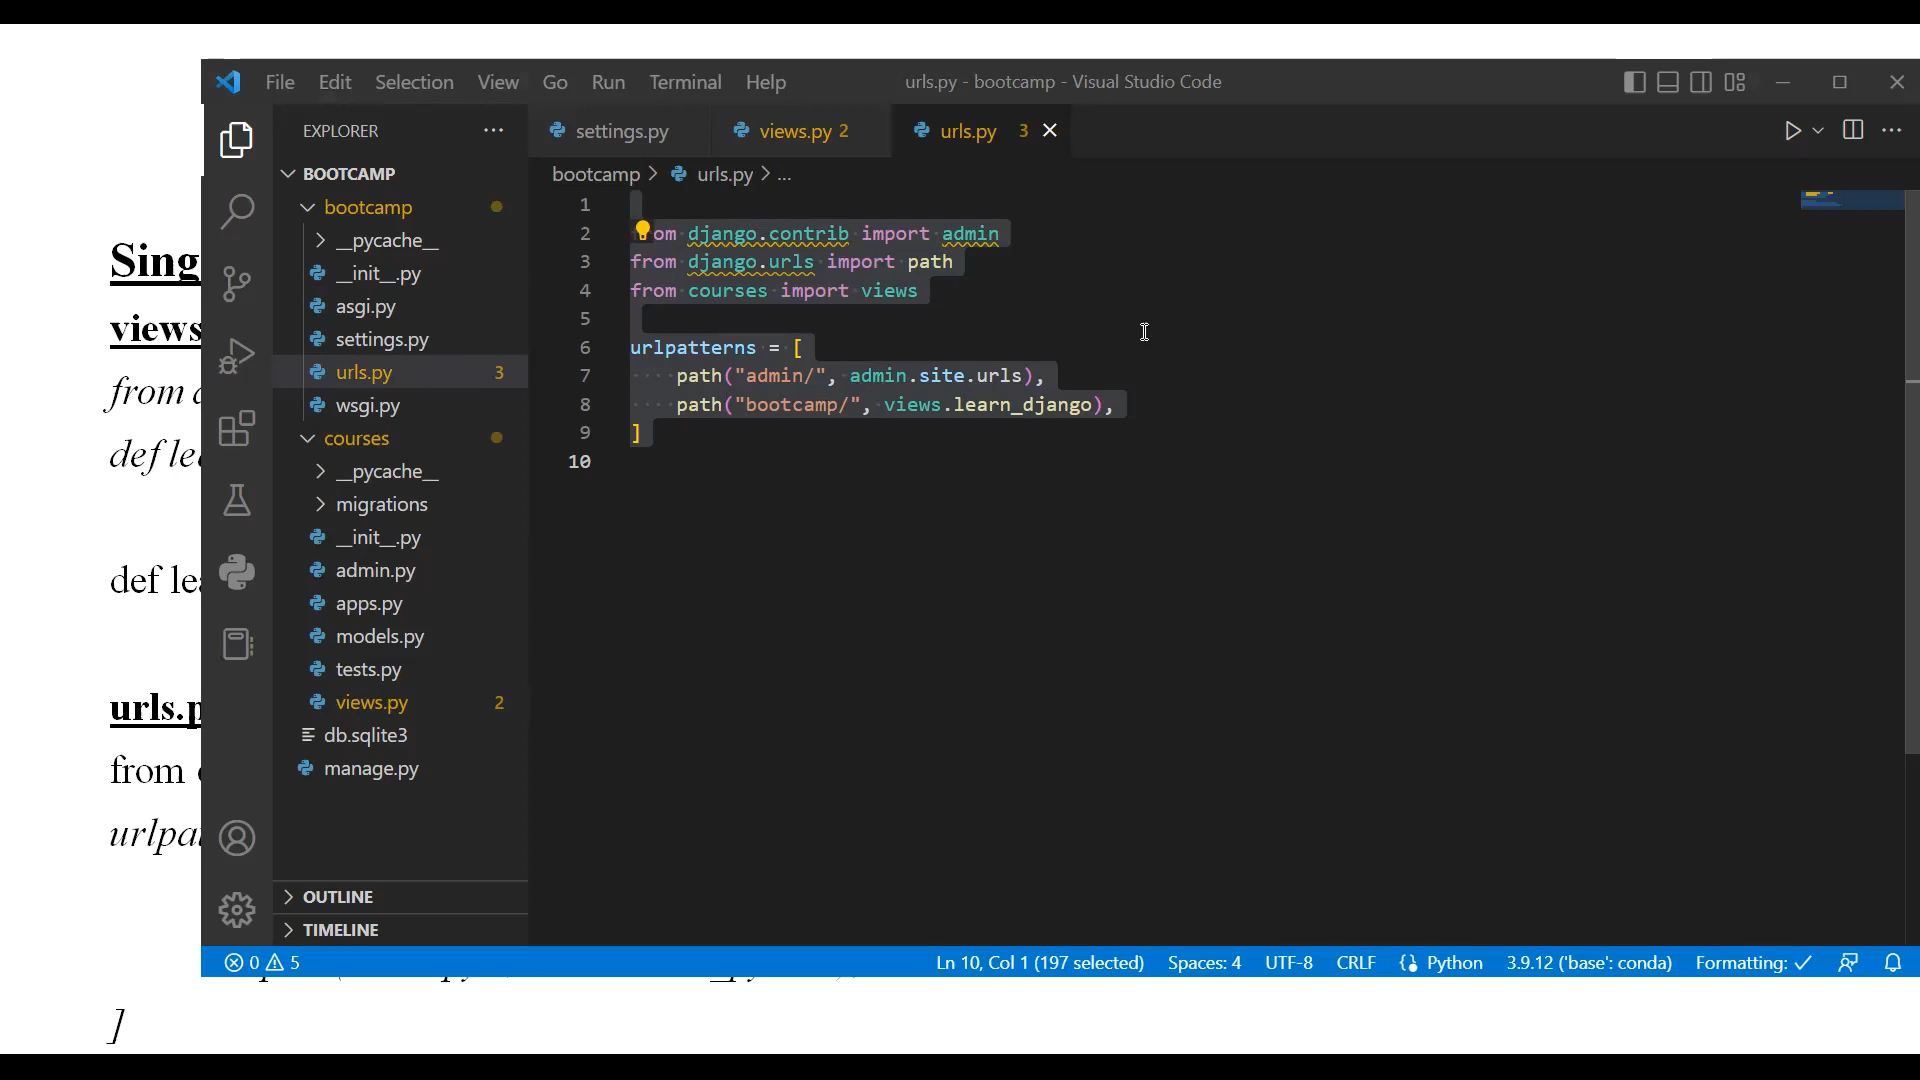 File Edit Selection View Go Run Terminal Help urls.py - bootcamp - Visual Studio Code
EXPLORER ...
settings.py views.py 2 urls.py 3
BOOTCAMP
bootcamp
__pycache__
__init__.py
asgi.py
settings.py
urls.py 3
wsgi.py
courses
__pycache__
migrations
__init__.py
admin.py
apps.py
models.py
tests.py
views.py 2
db.sqlite3
manage.py
OUTLINE
TIMELINE
bootcamp > urls.py > ...
1
2 om django.contrib import admin
3 from django.urls import path
4 from courses import views
5
6 urlpatterns = [
7 path("admin/", admin.site.urls),
8 path("bootcamp/", views.learn_django),
9 ]
10
0 5 Ln 10, Col 1 (197 selected) Spaces: 4 UTF-8 CRLF Python 3.9.12 ('base': conda) Formatting: ✓
Sing
views
from
def le
def lea
urls.p
from
urlpat
]